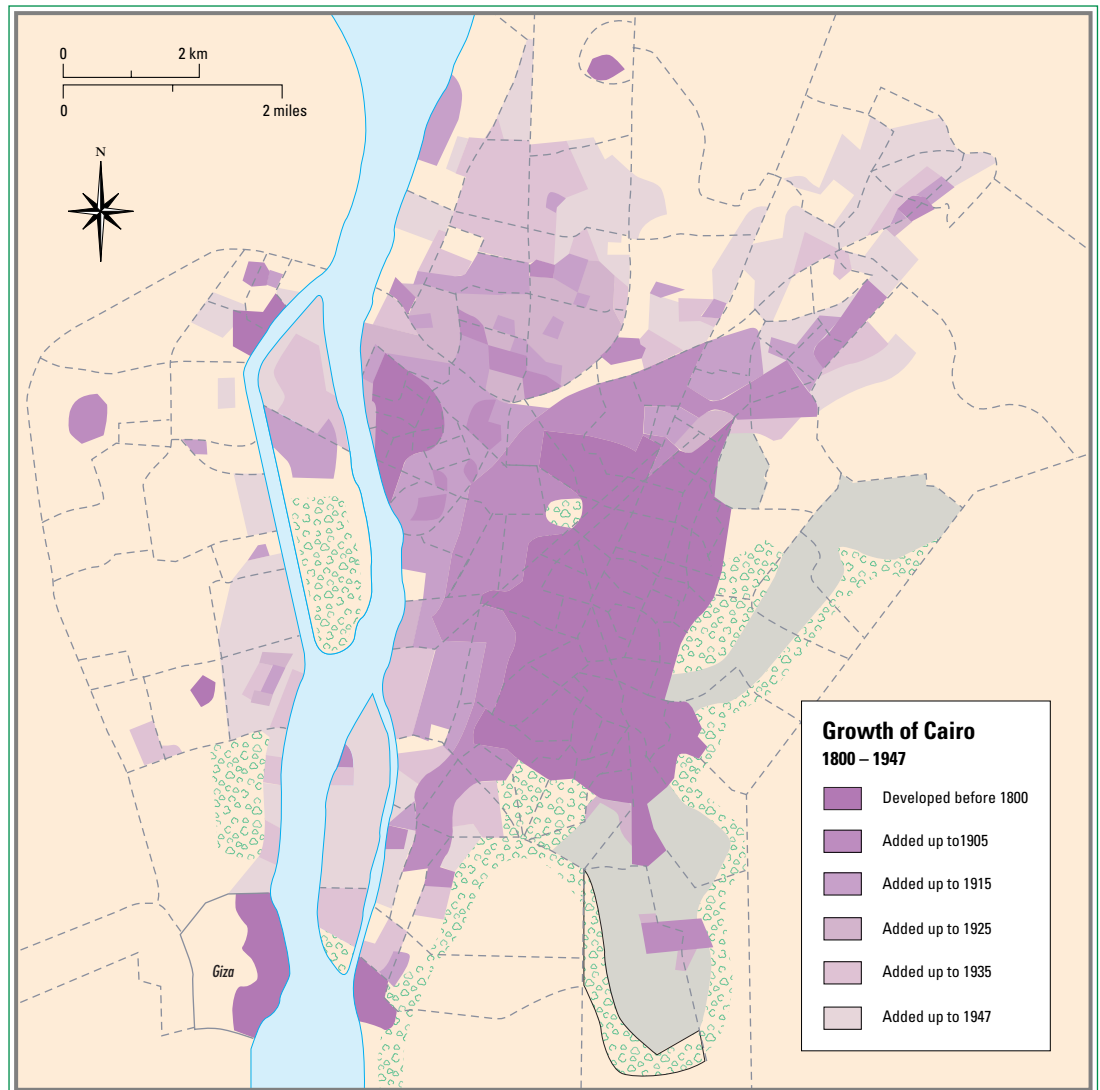 0 2 km
0 2 miles
N
Giza
Growth of Cairo
1800 – 1947
Developed before 1800
Added up to1905
Added up to 1915
Added up to 1925
Added up to 1935
Added up to 1947